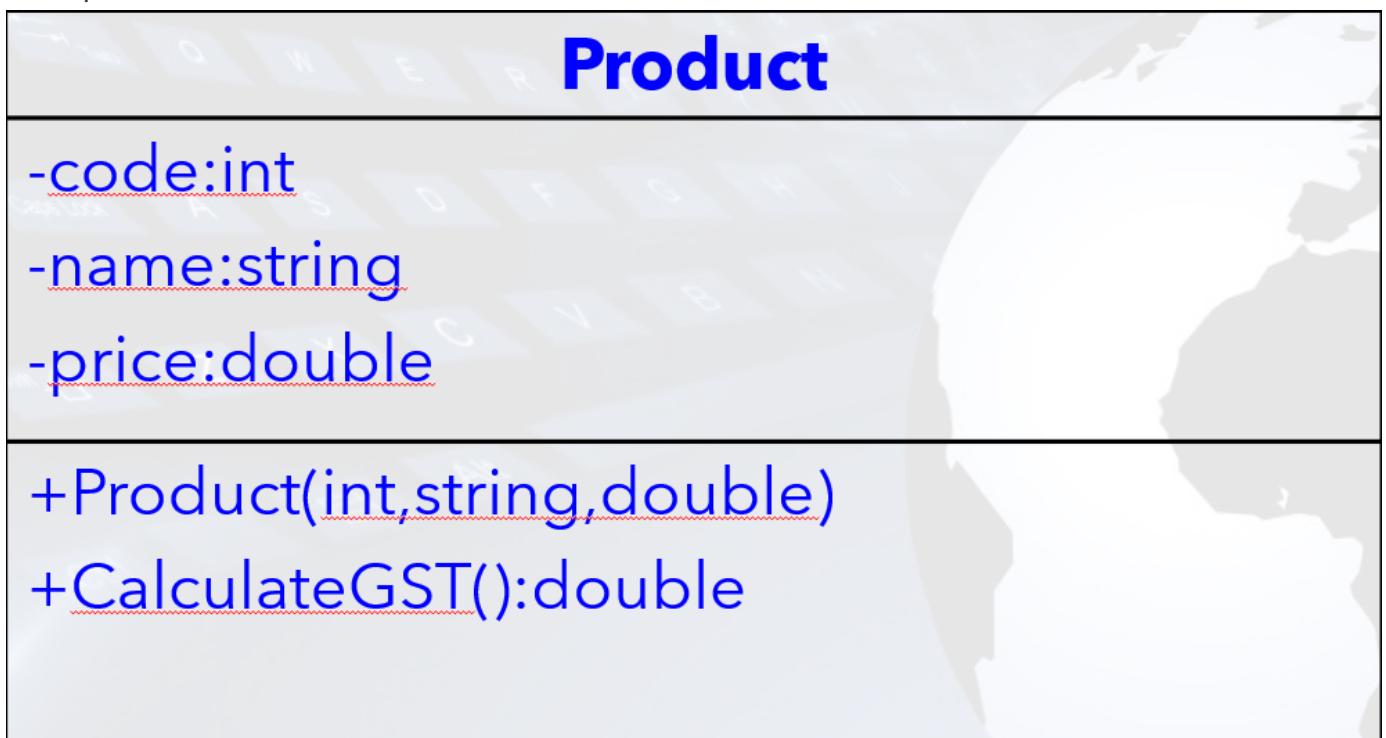 Product
-code:int
-name:string
-price:double
+Product(int,string,double)
+CalculateGST():double